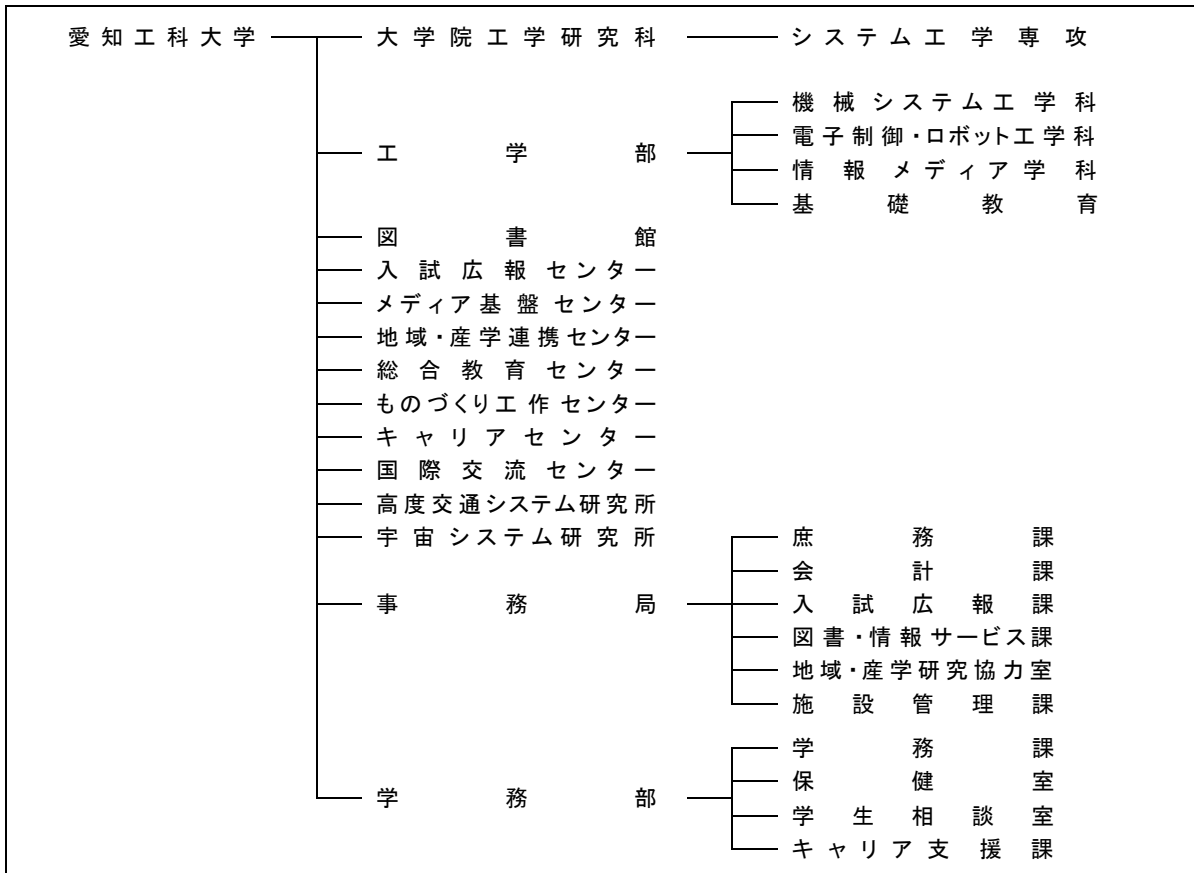 愛知工科大学 大学院工学研究科 システム工学専攻
機械システム工学科
電子制御・ロボット工学科
工学部
情報メディア学科
基礎教育
図書館
入試広報センター
メディア基盤センター
地域・産学連携センター
総合教育センター
ものづくり工作センター
キャリアセンター
国際交流センター
高度交通システム研究所
宇宙システム研究所
庶務課
会計課
事務局 入試広報課
図書・情報サービス課
地域・産学研究協力室
施設管理課
学務課
保健室
学務部
学生相談室
キャリア支援課